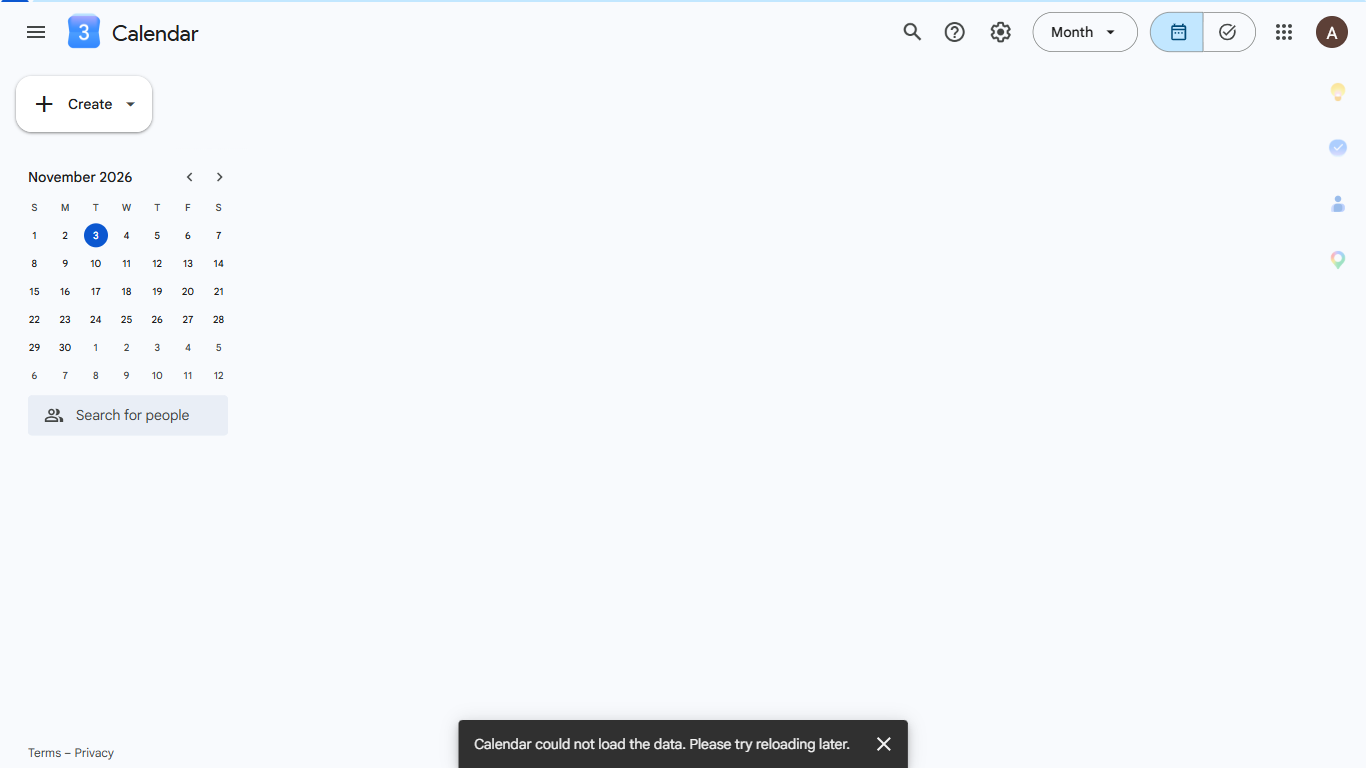 3 Calendar
Month
A
Create
November 2026
S M T W T F S
1 2 3 4 5 6 7
8 9 10 11 12 13 14
15 16 17 18 19 20 21
22 23 24 25 26 27 28
29 30 1 2 3 4 5
6 7 8 9 10 11 12
Search for people
Calendar could not load the data. Please try reloading later.
Terms – Privacy